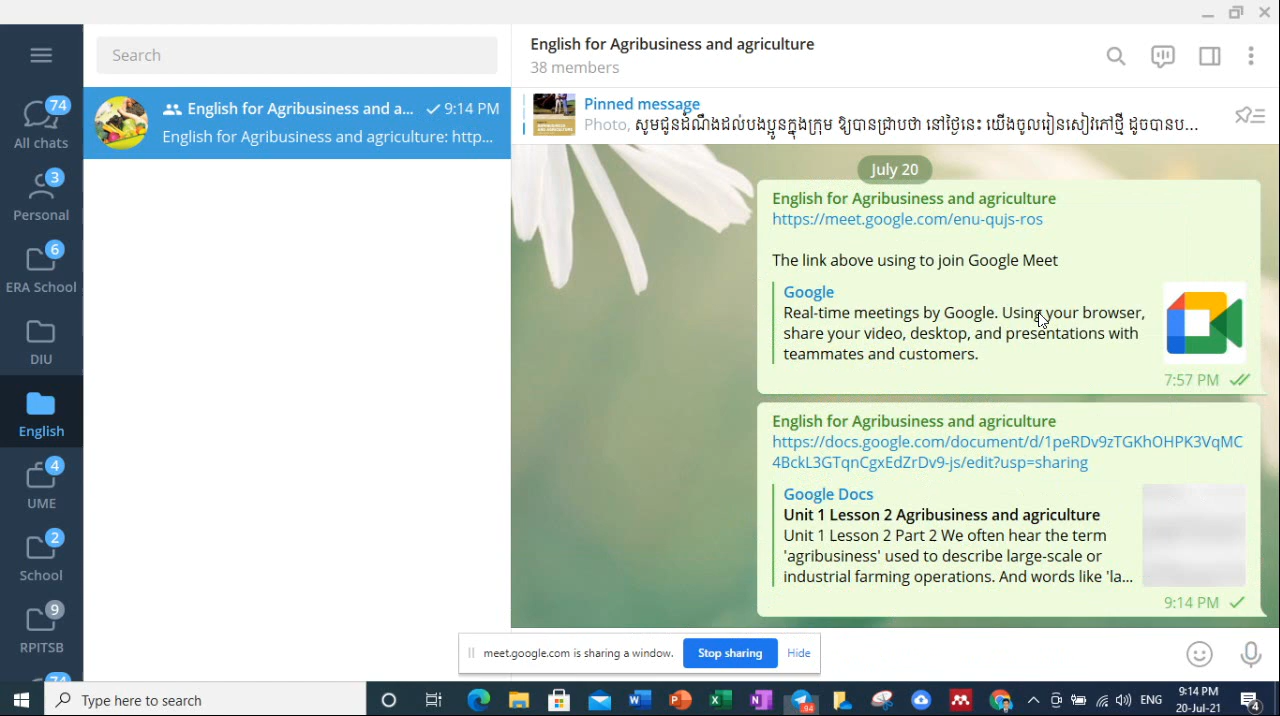 Search
English for Agribusiness and agriculture
38 members
74
All chats
English for Agribusiness and a... 9:14 PM
English for Agribusiness and agriculture: http...
Pinned message
Photo, សូមជូនដំណឹងដល់បងប្អូនក្នុងក្រុម ឱ្យបានជ្រាបថា នៅថ្ងៃនេះ យើងចូលរៀនសៀវភៅថ្មី ដូចបានប...
3
Personal
6
ERA School
DIU
English
4
UME
2
School
9
RPITSB
74
July 20
English for Agribusiness and agriculture
https://meet.google.com/enu-qujs-ros
The link above using to join Google Meet
Google
Real-time meetings by Google. Using your browser,
share your video, desktop, and presentations with
teammates and customers.
7:57 PM
English for Agribusiness and agriculture
https://docs.google.com/document/d/1peRDv9zTGKhOHPK3VqMC
4BckL3GTqnCgxEdZrDv9-js/edit?usp=sharing
Google Docs
Unit 1 Lesson 2 Agribusiness and agriculture
Unit 1 Lesson 2 Part 2 We often hear the term
'agribusiness' used to describe large-scale or
industrial farming operations. And words like 'la...
9:14 PM
meet.google.com is sharing a window. Stop sharing Hide
Type here to search
94
ENG
9:14 PM
20-Jul-21
4